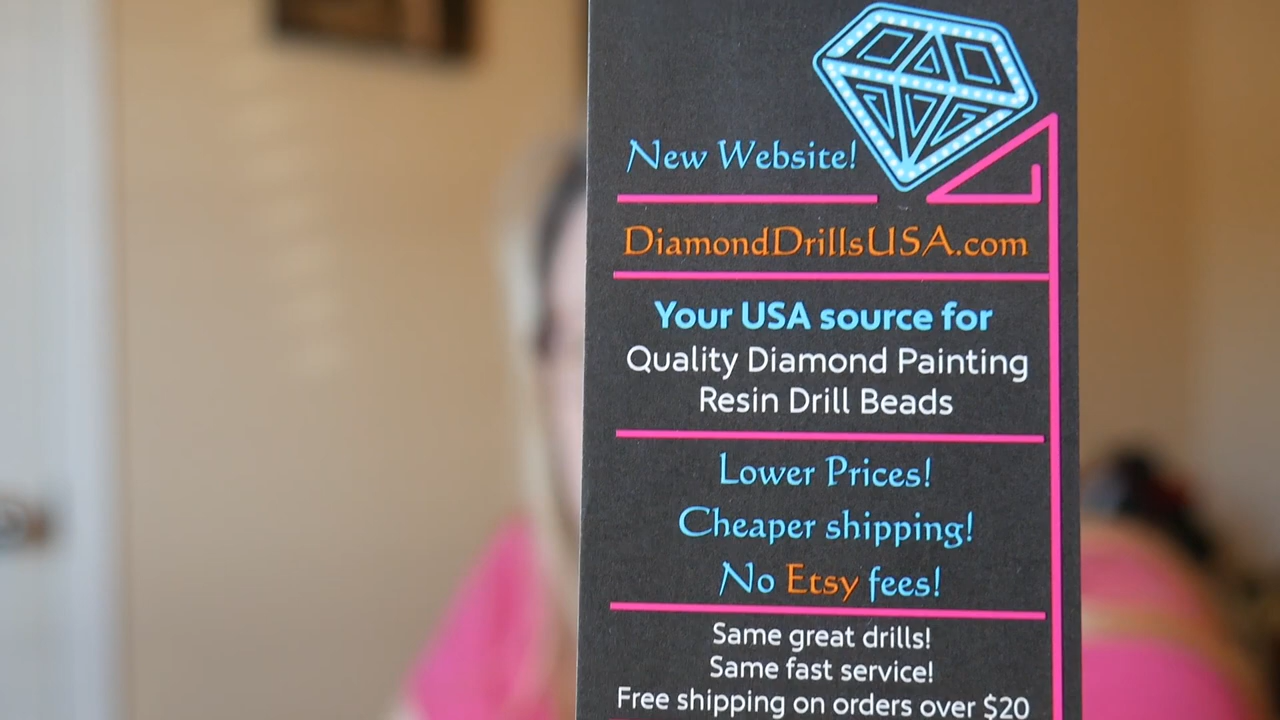 New Website!
DiamondDrillsUSA.com
Your USA source for
Quality Diamond Painting
Resin Drill Beads
Lower Prices!
Cheaper shipping!
No Etsy fees!
Same great drills!
Same fast service!
Free shipping on orders over $20